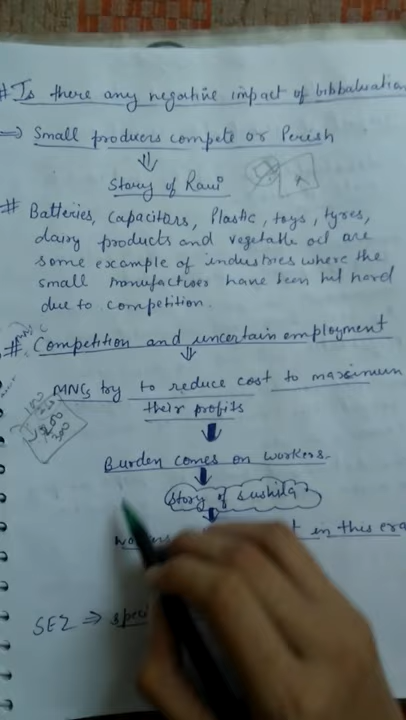 # Is there any negative impact of bibbalisation
⇒ Small producers compete or Perish
⇓
Story of Ravi
# Batteries, Capacitors, Plastic, toys, tyres,
dairy products and vegetable oil are
some example of industries where the
small manufactures have been hit hard
due to competition.
# Competition and uncertain employment
⇓
MNCs try to reduce cost to maximum
their profits
Burden comes on workers.
Story of Sushila
in this era
SEZ ⇒